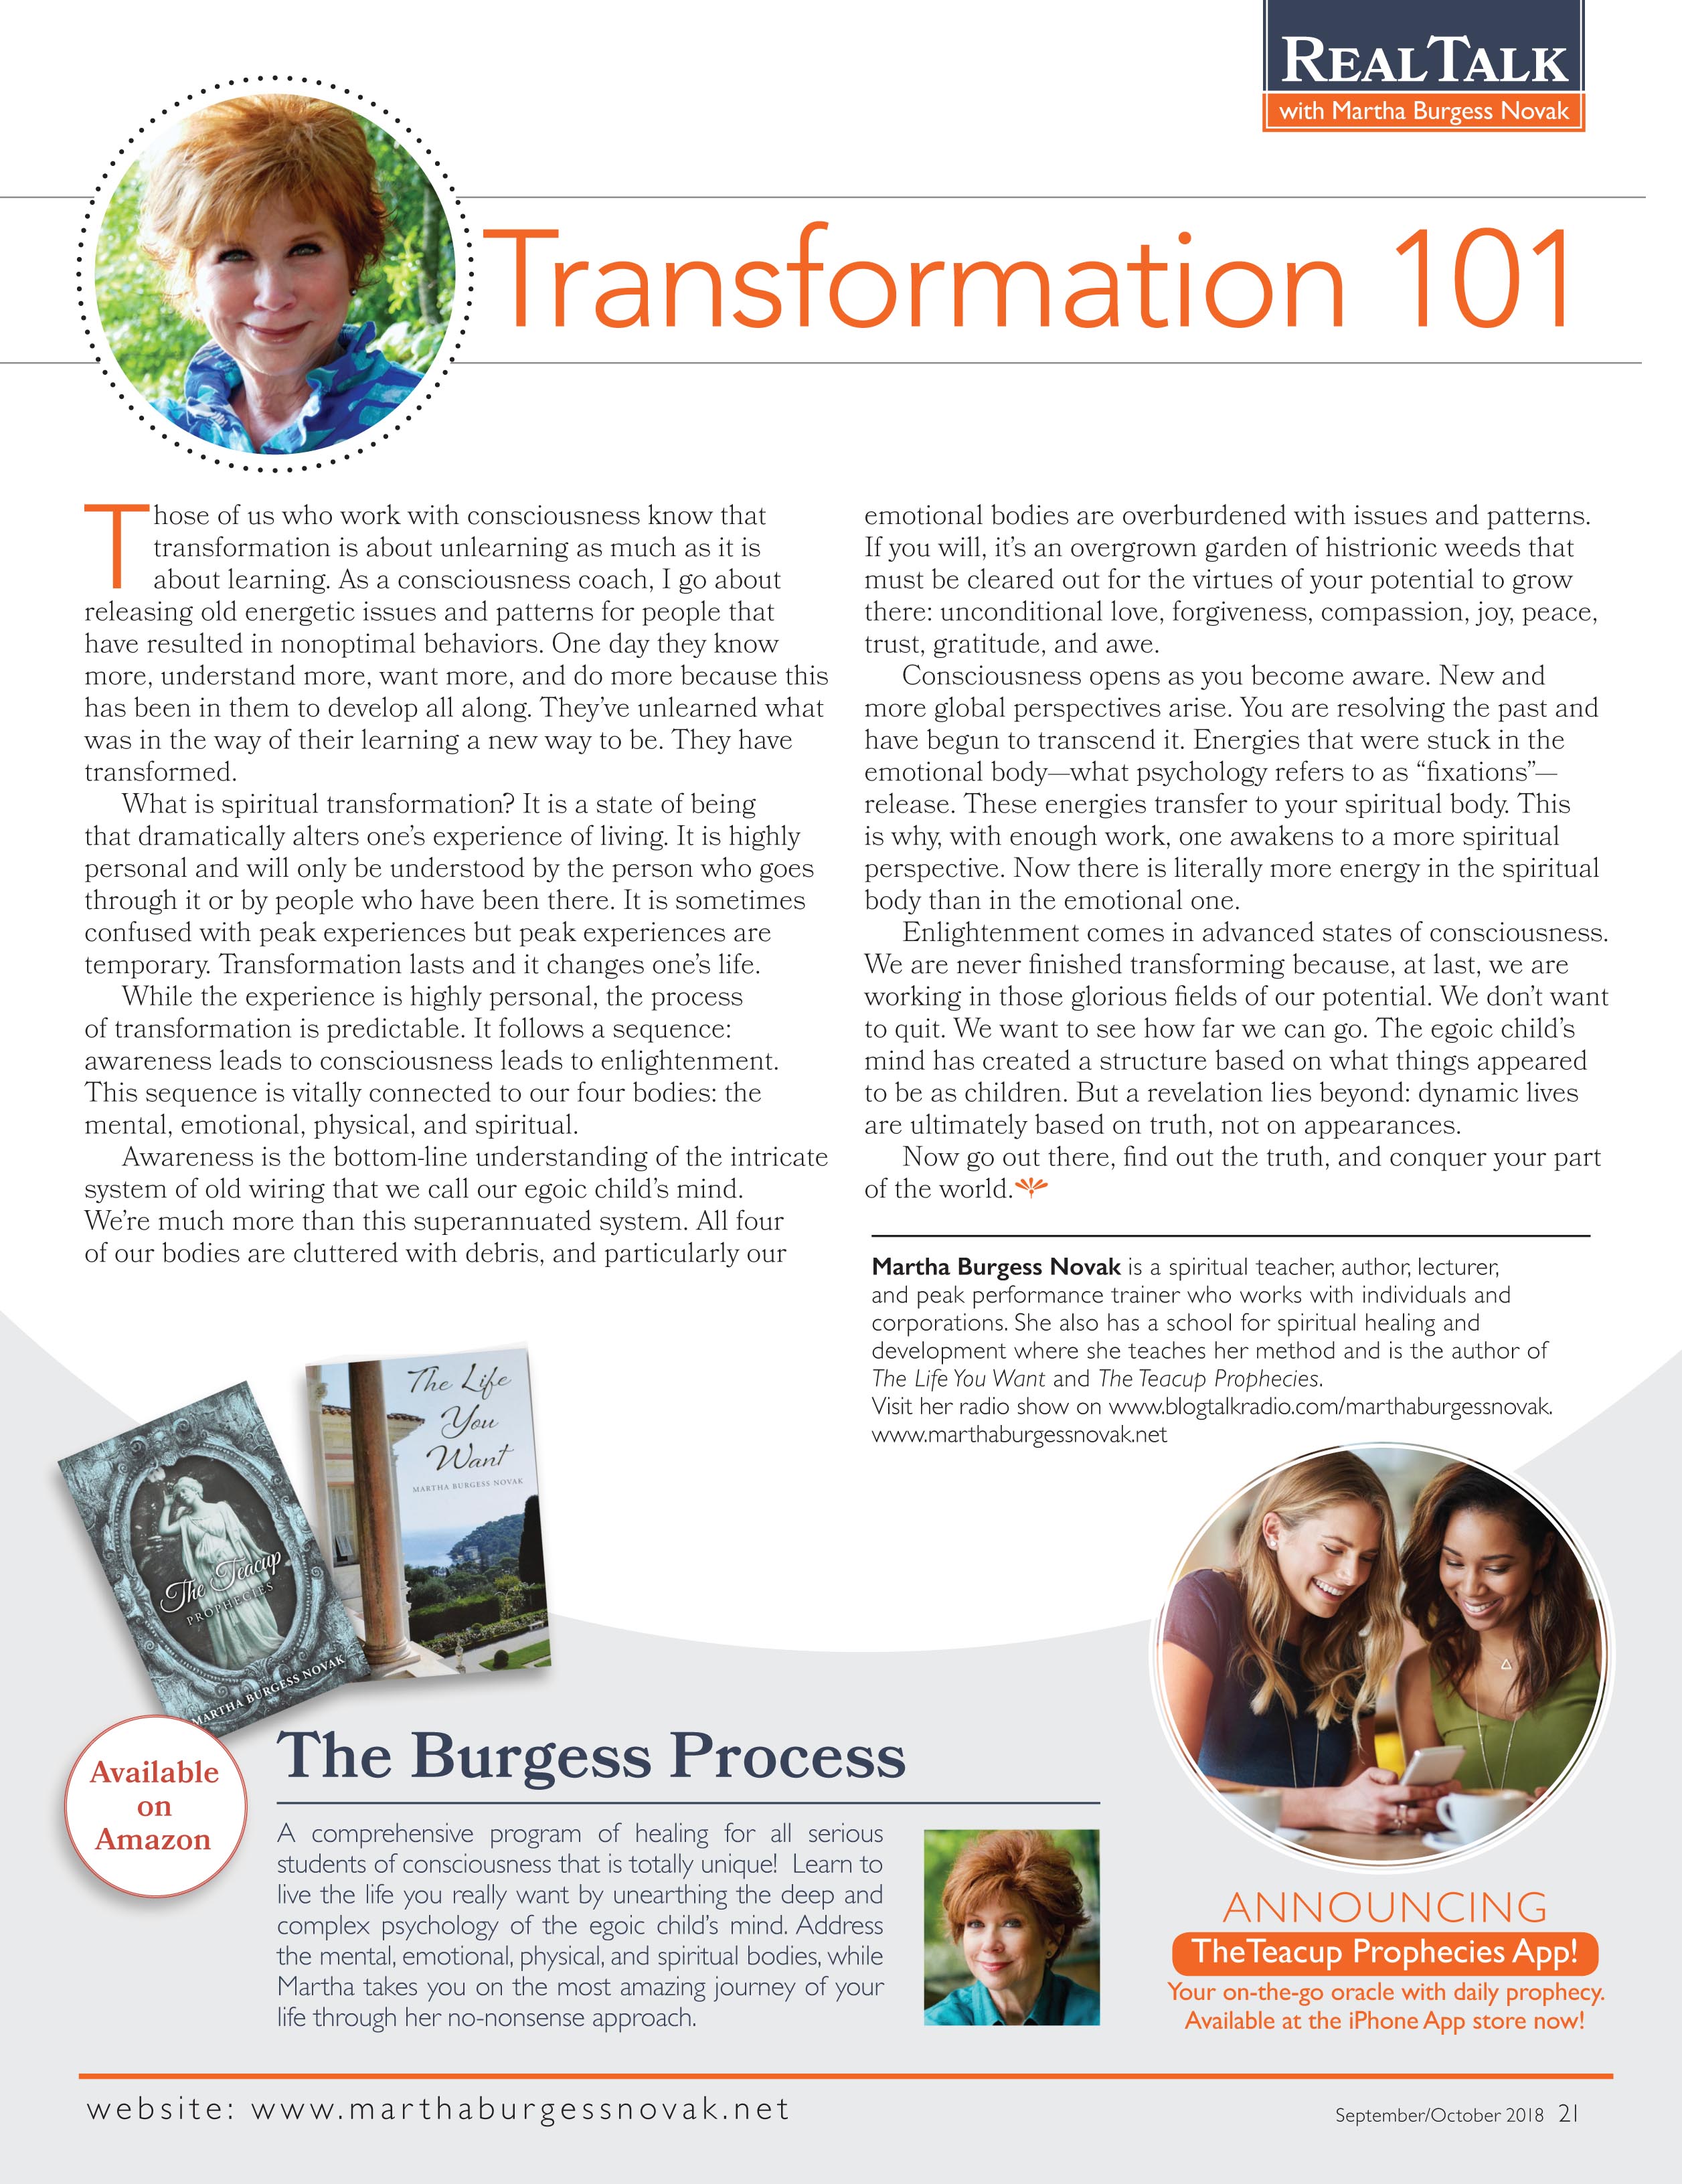 REAL TALK
with Martha Burgess Novak
Transformation 101
Those of us who work with consciousness know that
transformation is about unlearning as much as it is
about learning. As a consciousness coach, I go about
releasing old energetic issues and patterns for people that
have resulted in nonoptimal behaviors. One day they know
more, understand more, want more, and do more because this
has been in them to develop all along. They’ve unlearned what
was in the way of their learning a new way to be. They have
transformed.
What is spiritual transformation? It is a state of being
that dramatically alters one’s experience of living. It is highly
personal and will only be understood by the person who goes
through it or by people who have been there. It is sometimes
confused with peak experiences but peak experiences are
temporary. Transformation lasts and it changes one’s life.
While the experience is highly personal, the process
of transformation is predictable. It follows a sequence:
awareness leads to consciousness leads to enlightenment.
This sequence is vitally connected to our four bodies: the
mental, emotional, physical, and spiritual.
Awareness is the bottom-line understanding of the intricate
system of old wiring that we call our egoic child’s mind.
We’re much more than this superannuated system. All four
of our bodies are cluttered with debris, and particularly our
emotional bodies are overburdened with issues and patterns.
If you will, it’s an overgrown garden of histrionic weeds that
must be cleared out for the virtues of your potential to grow
there: unconditional love, forgiveness, compassion, joy, peace,
trust, gratitude, and awe.
Consciousness opens as you become aware. New and
more global perspectives arise. You are resolving the past and
have begun to transcend it. Energies that were stuck in the
emotional body—what psychology refers to as “fixations”—
release. These energies transfer to your spiritual body. This
is why, with enough work, one awakens to a more spiritual
perspective. Now there is literally more energy in the spiritual
body than in the emotional one.
Enlightenment comes in advanced states of consciousness.
We are never finished transforming because, at last, we are
working in those glorious fields of our potential. We don’t want
to quit. We want to see how far we can go. The egoic child’s
mind has created a structure based on what things appeared
to be as children. But a revelation lies beyond: dynamic lives
are ultimately based on truth, not on appearances.
Now go out there, find out the truth, and conquer your part
of the world.
Martha Burgess Novak is a spiritual teacher, author, lecturer,
and peak performance trainer who works with individuals and
corporations. She also has a school for spiritual healing and
development where she teaches her method and is the author of
The Life You Want and The Teacup Prophecies.
Visit her radio show on www.blogtalkradio.com/marthaburgessnovak.
www.marthaburgessnovak.net
The Life
You
Want
MARTHA BURGESS NOVAK
The Teacup
PROPHECIES
MARTHA BURGESS NOVAK
Available
on
Amazon
The Burgess Process
A comprehensive program of healing for all serious
students of consciousness that is totally unique! Learn to
live the life you really want by unearthing the deep and
complex psychology of the egoic child’s mind. Address
the mental, emotional, physical, and spiritual bodies, while
Martha takes you on the most amazing journey of your
life through her no-nonsense approach.
ANNOUNCING
The Teacup Prophecies App!
Your on-the-go oracle with daily prophecy.
Available at the iPhone App store now!
website: www.marthaburgessnovak.net
September/October 2018 21